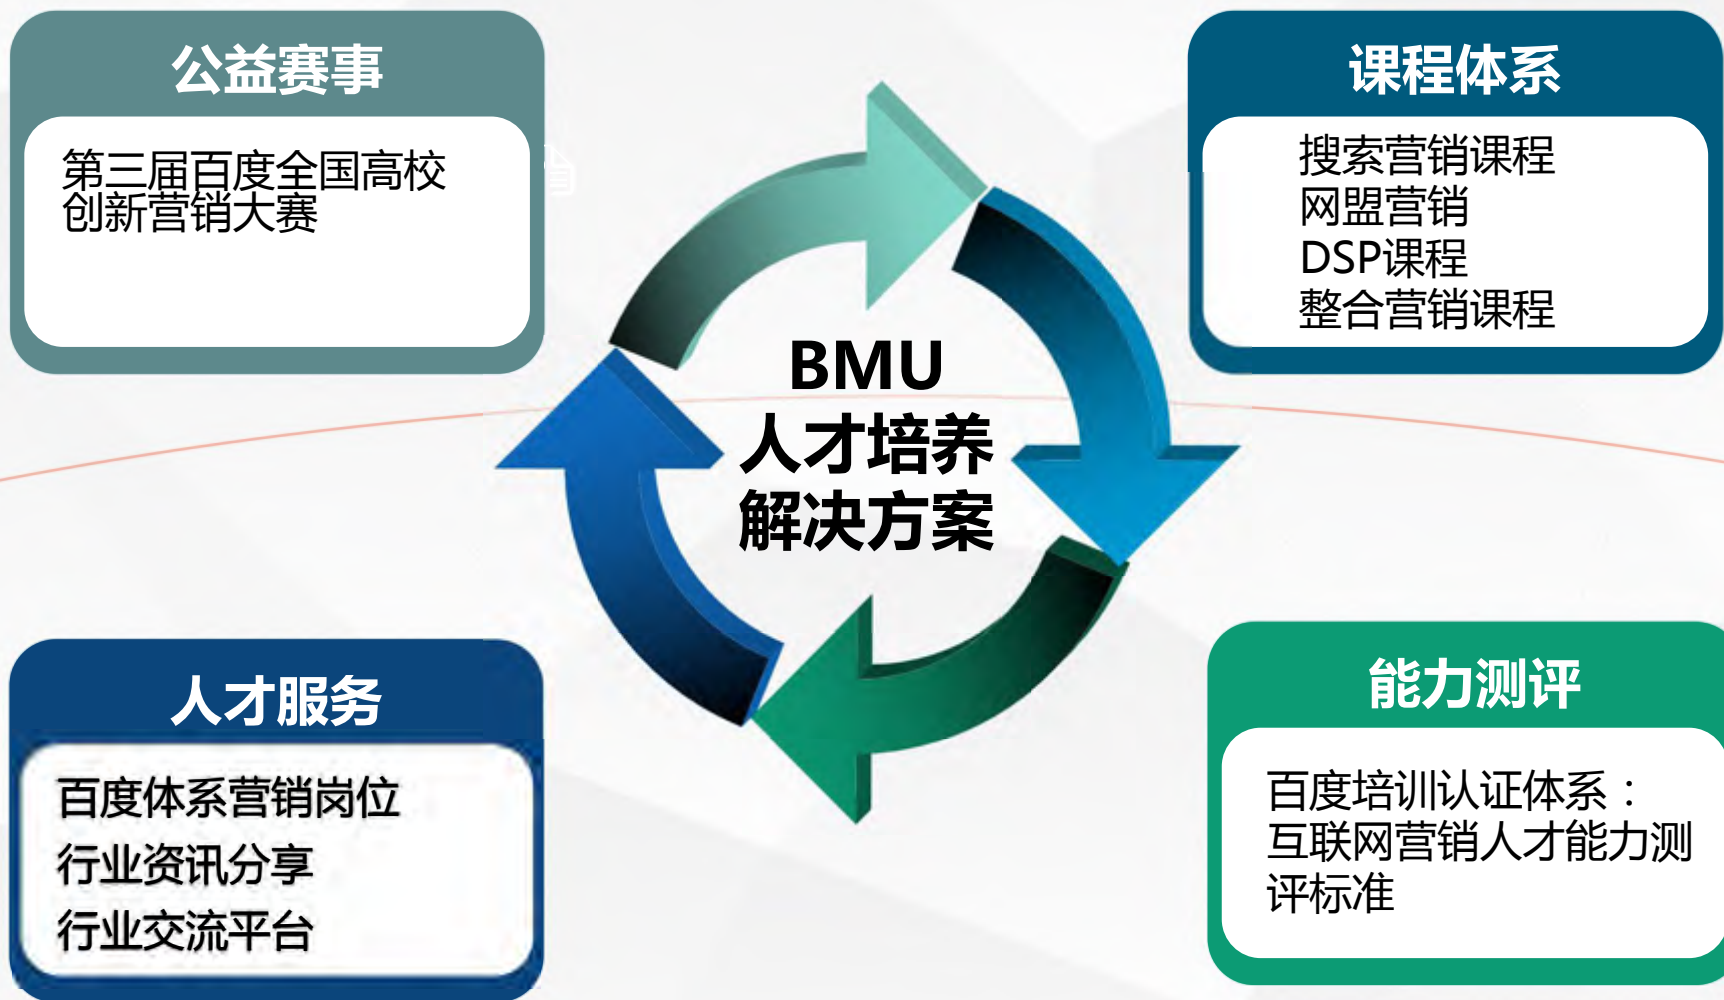 公益赛事
第三届百度全国高校
创新营销大赛
课程体系
搜索营销课程
网盟营销
DSP课程
整合营销课程
BMU
人才培养
解决方案
人才服务
百度体系营销岗位
行业资讯分享
行业交流平台
能力测评
百度培训认证体系：
互联网营销人才能力测
评标准